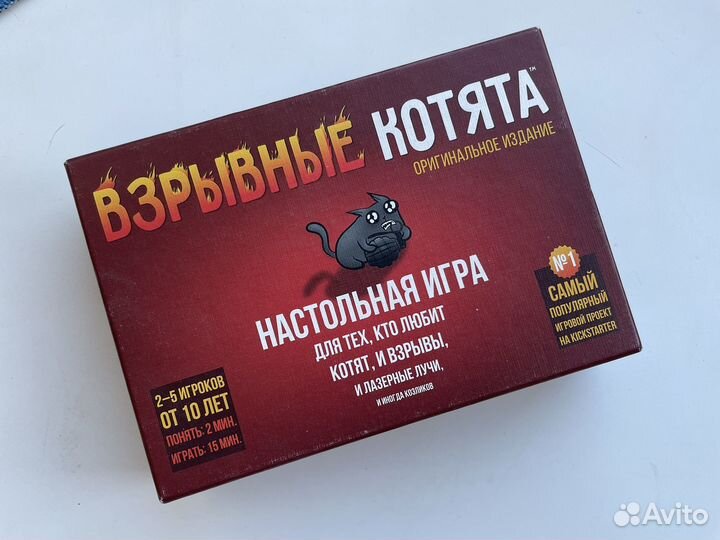 ВЗРЫВНЫЕ КОТЯТА™
ОРИГИНАЛЬНОЕ ИЗДАНИЕ
НАСТОЛЬНАЯ ИГРА
ДЛЯ ТЕХ, КТО ЛЮБИТ
КОТЯТ, И ВЗРЫВЫ,
И ЛАЗЕРНЫЕ ЛУЧИ,
И ИНОГДА КОЗЛИКОВ
№1
САМЫЙ
ПОПУЛЯРНЫЙ
ИГРОВОЙ ПРОЕКТ
НА KICKSTARTER
2–5 ИГРОКОВ
ОТ 10 ЛЕТ
ПОНЯТЬ: 2 МИН.
ИГРАТЬ: 15 МИН.
Avito